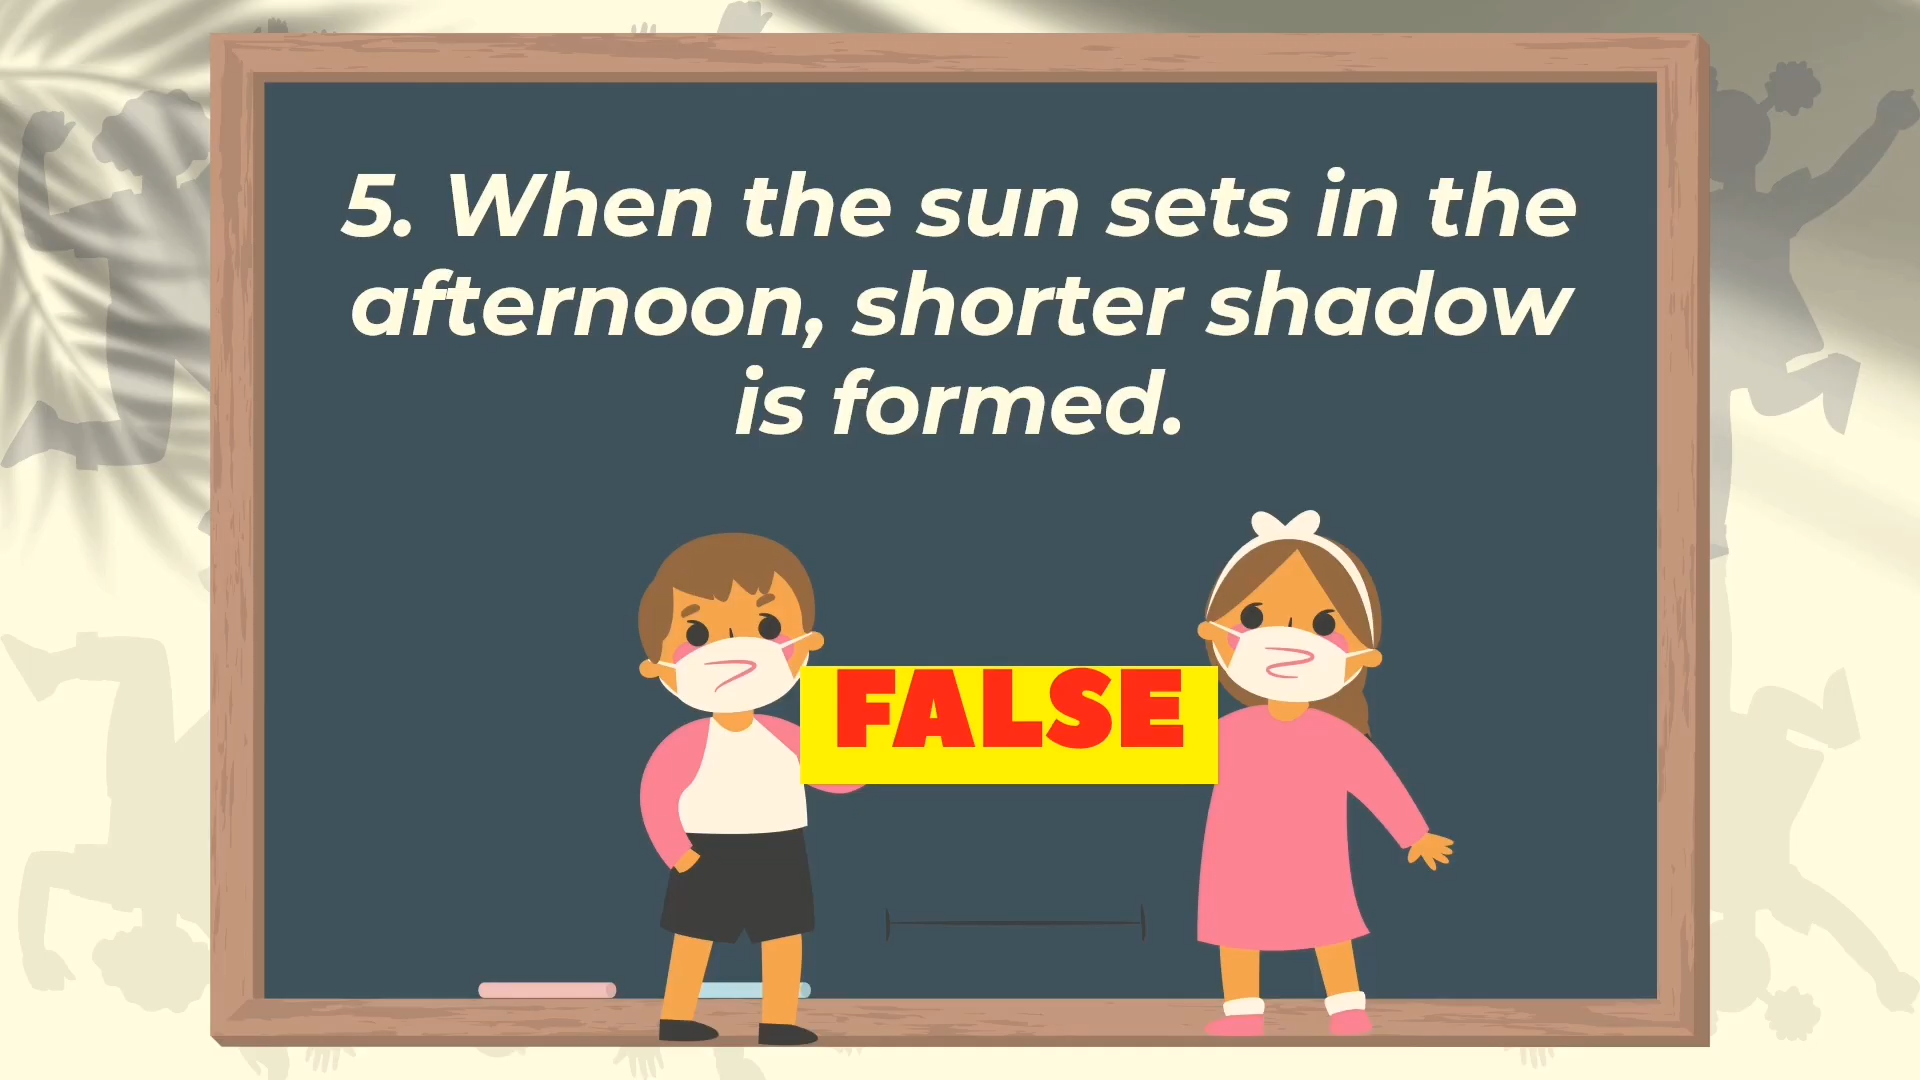 5. When the sun sets in the
afternoon, shorter shadow
is formed.
FALSE